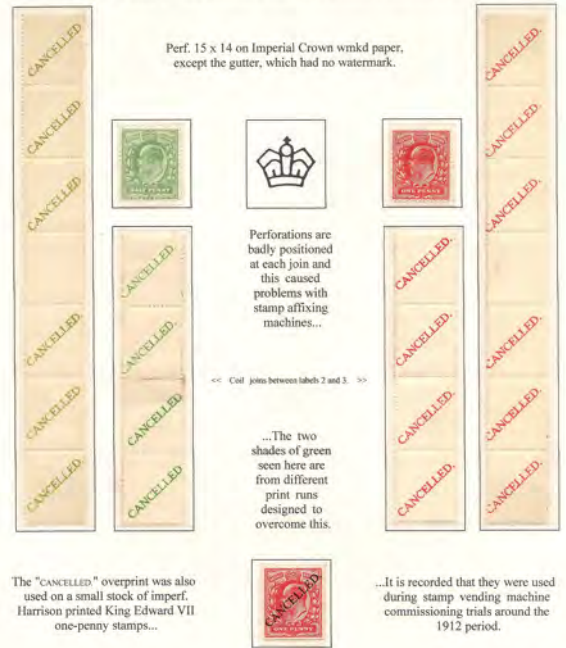 Perf. 15 x 14 on Imperial Crown wmkd paper,
except the gutter, which had no watermark.
CANCELLED.
CANCELLED.
CANCELLED.
CANCELLED.
CANCELLED.
CANCELLED.
CANCELLED.
CANCELLED.
CANCELLED
CANCELLED
ONE PENNY
ONE PENNY
Perforations are
badly positioned
at each join and
this caused
problems with
stamp affixing
machines...
<< Coil joins between labels 2 and 3. >>
...The two
shades of green
seen here are
from different
print runs
designed to
overcome this.
CANCELLED.
CANCELLED.
CANCELLED.
CANCELLED.
CANCELLED.
CANCELLED.
CANCELLED.
CANCELLED.
CANCELLED.
CANCELLED.
The "CANCELLED." overprint was also
used on a small stock of imperf.
Harrison printed King Edward VII
one-penny stamps...
CANCELLED.
ONE PENNY
...It is recorded that they were used
during stamp vending machine
commissioning trials around the
1912 period.